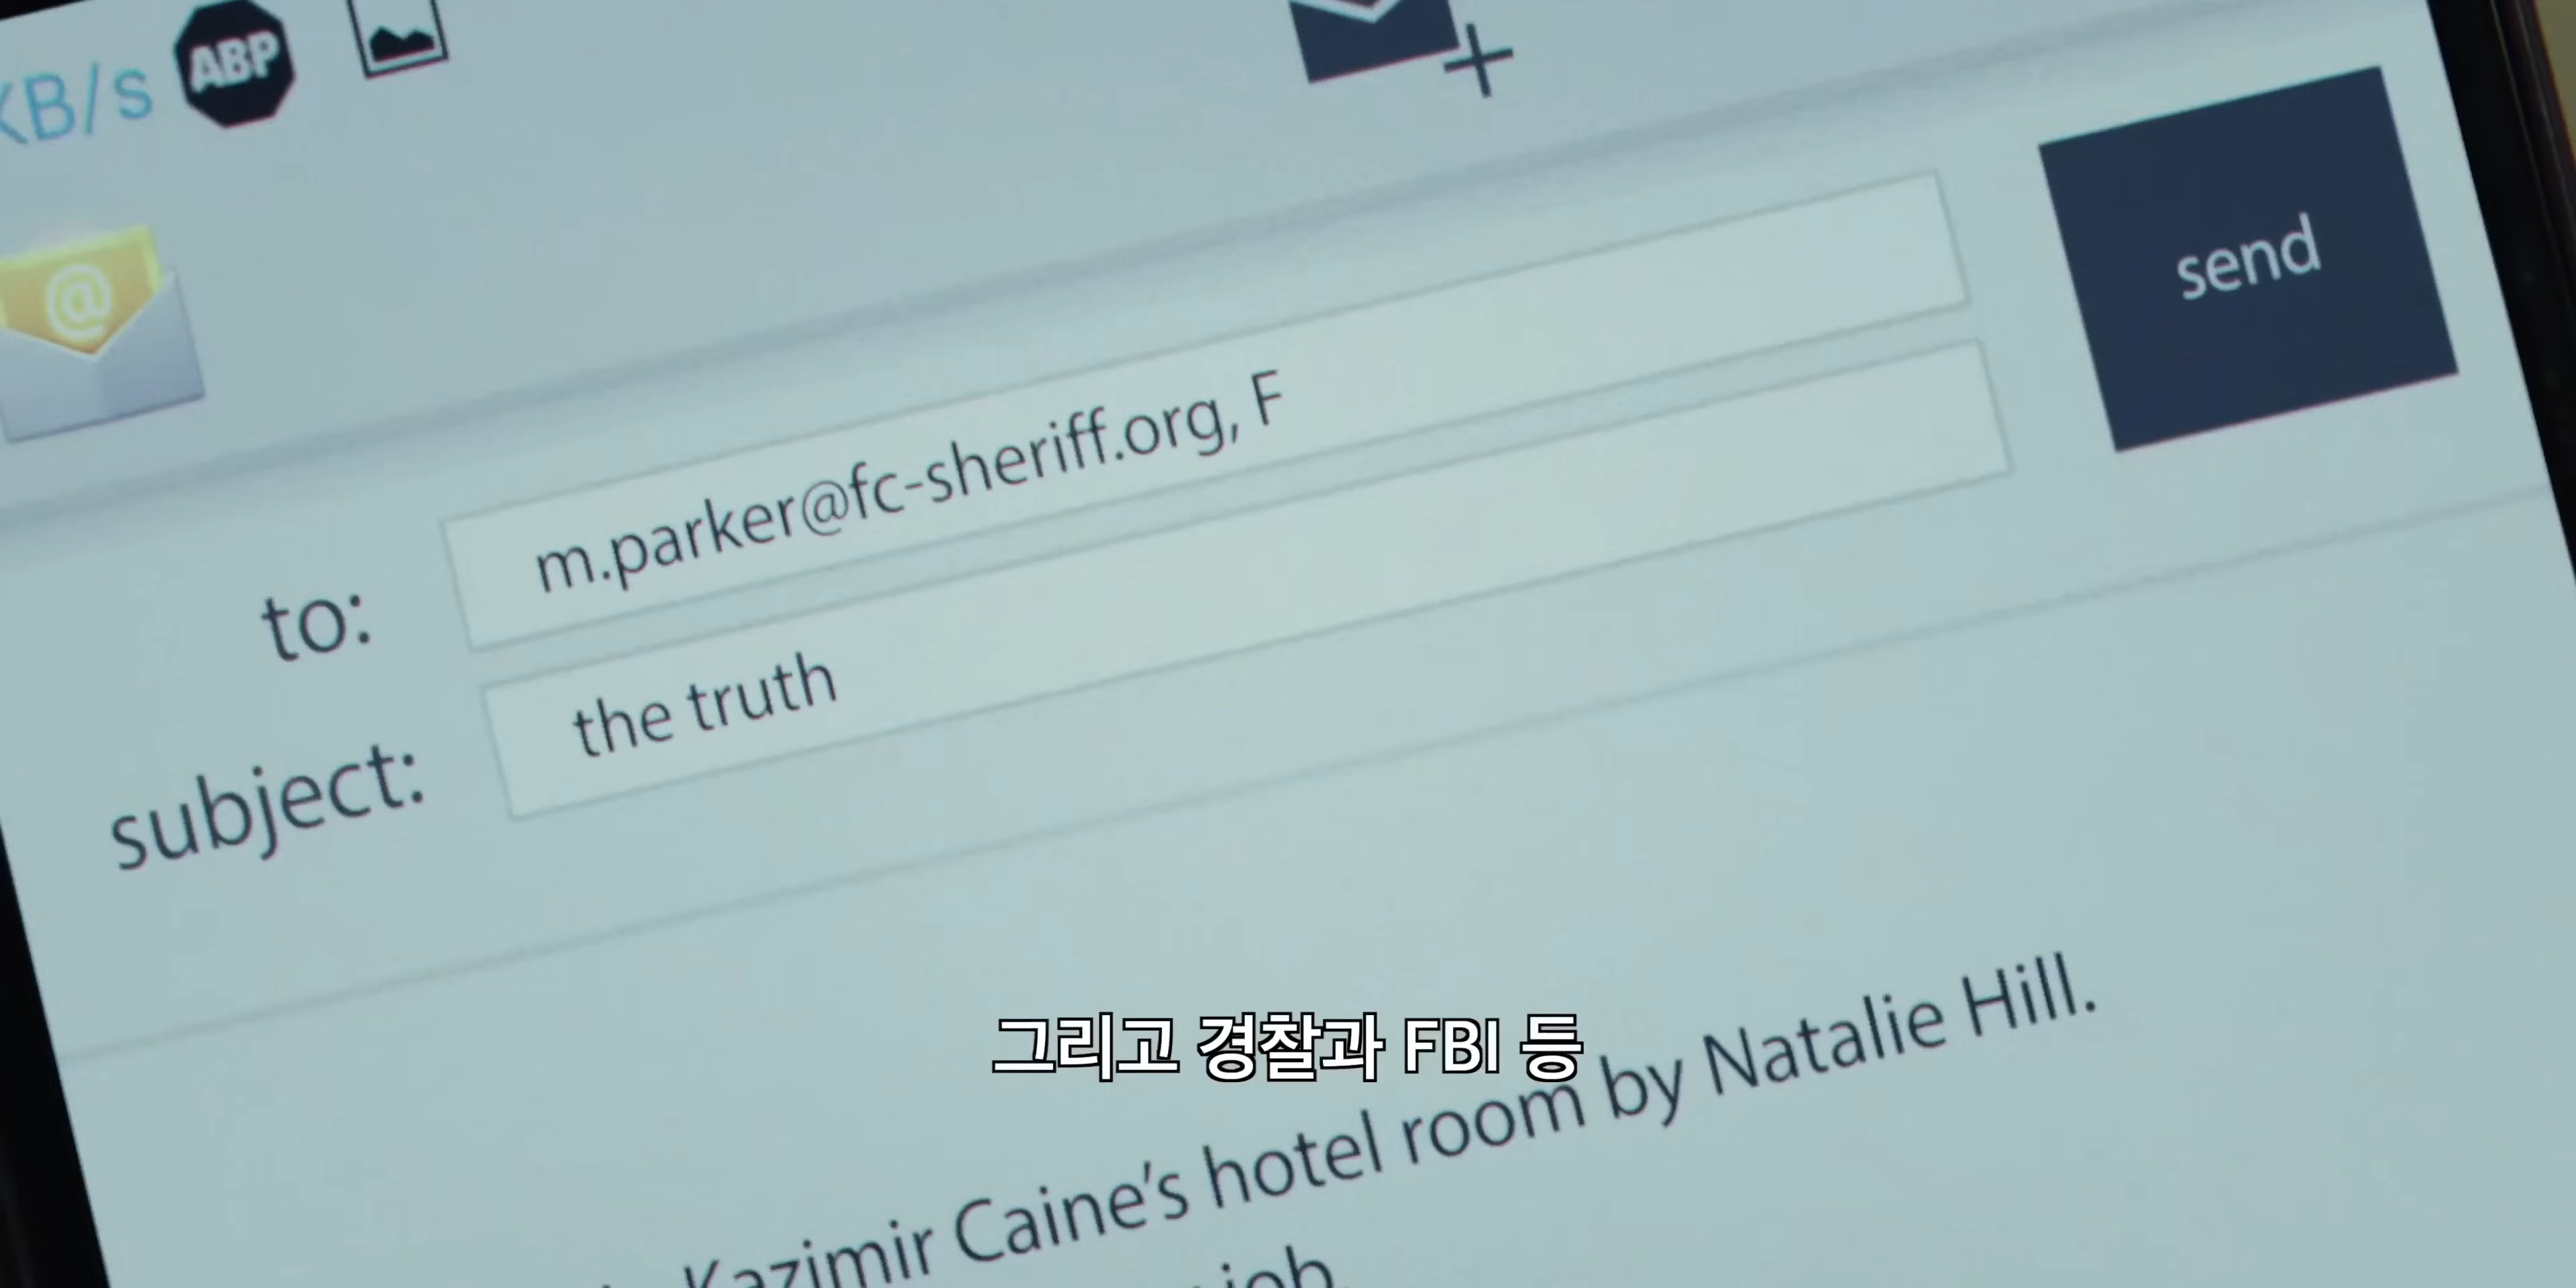 KB/s ABP
@
send
to: m.parker@fc-sheriff.org, F
subject: the truth
그리고 경찰과 FBI 등
Kazimir Caine's hotel room by Natalie Hill.
job.